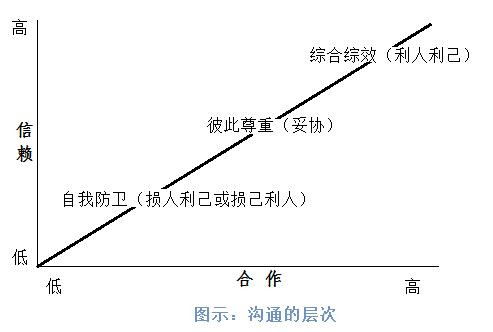 高
综合综效（利人利己）
彼此尊重（妥协）
信赖
自我防卫（损人利己或损己利人）
低
低
合 作
高
图示：沟通的层次